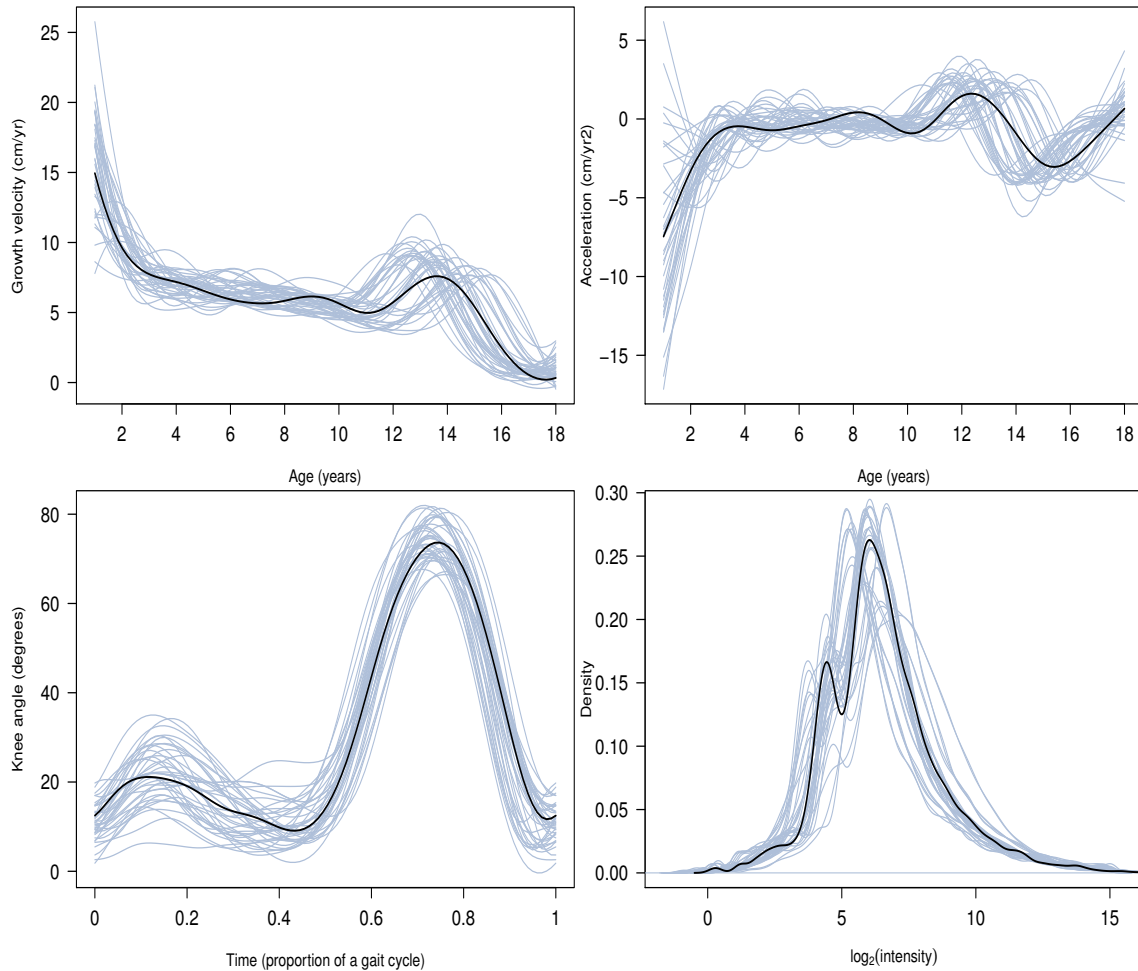 25
20
15
10
5
0
Growth velocity (cm/yr)
2 4 6 8 10 12 14 16 18
Age (years)
5
0
−5
−10
−15
Acceleration (cm/yr2)
2 4 6 8 10 12 14 16 18
Age (years)
80
60
40
20
0
Knee angle (degrees)
0 0.2 0.4 0.6 0.8 1
Time (proportion of a gait cycle)
0.30
0.25
0.20
0.15
0.10
0.05
0.00
Density
0 5 10 15
log₂(intensity)